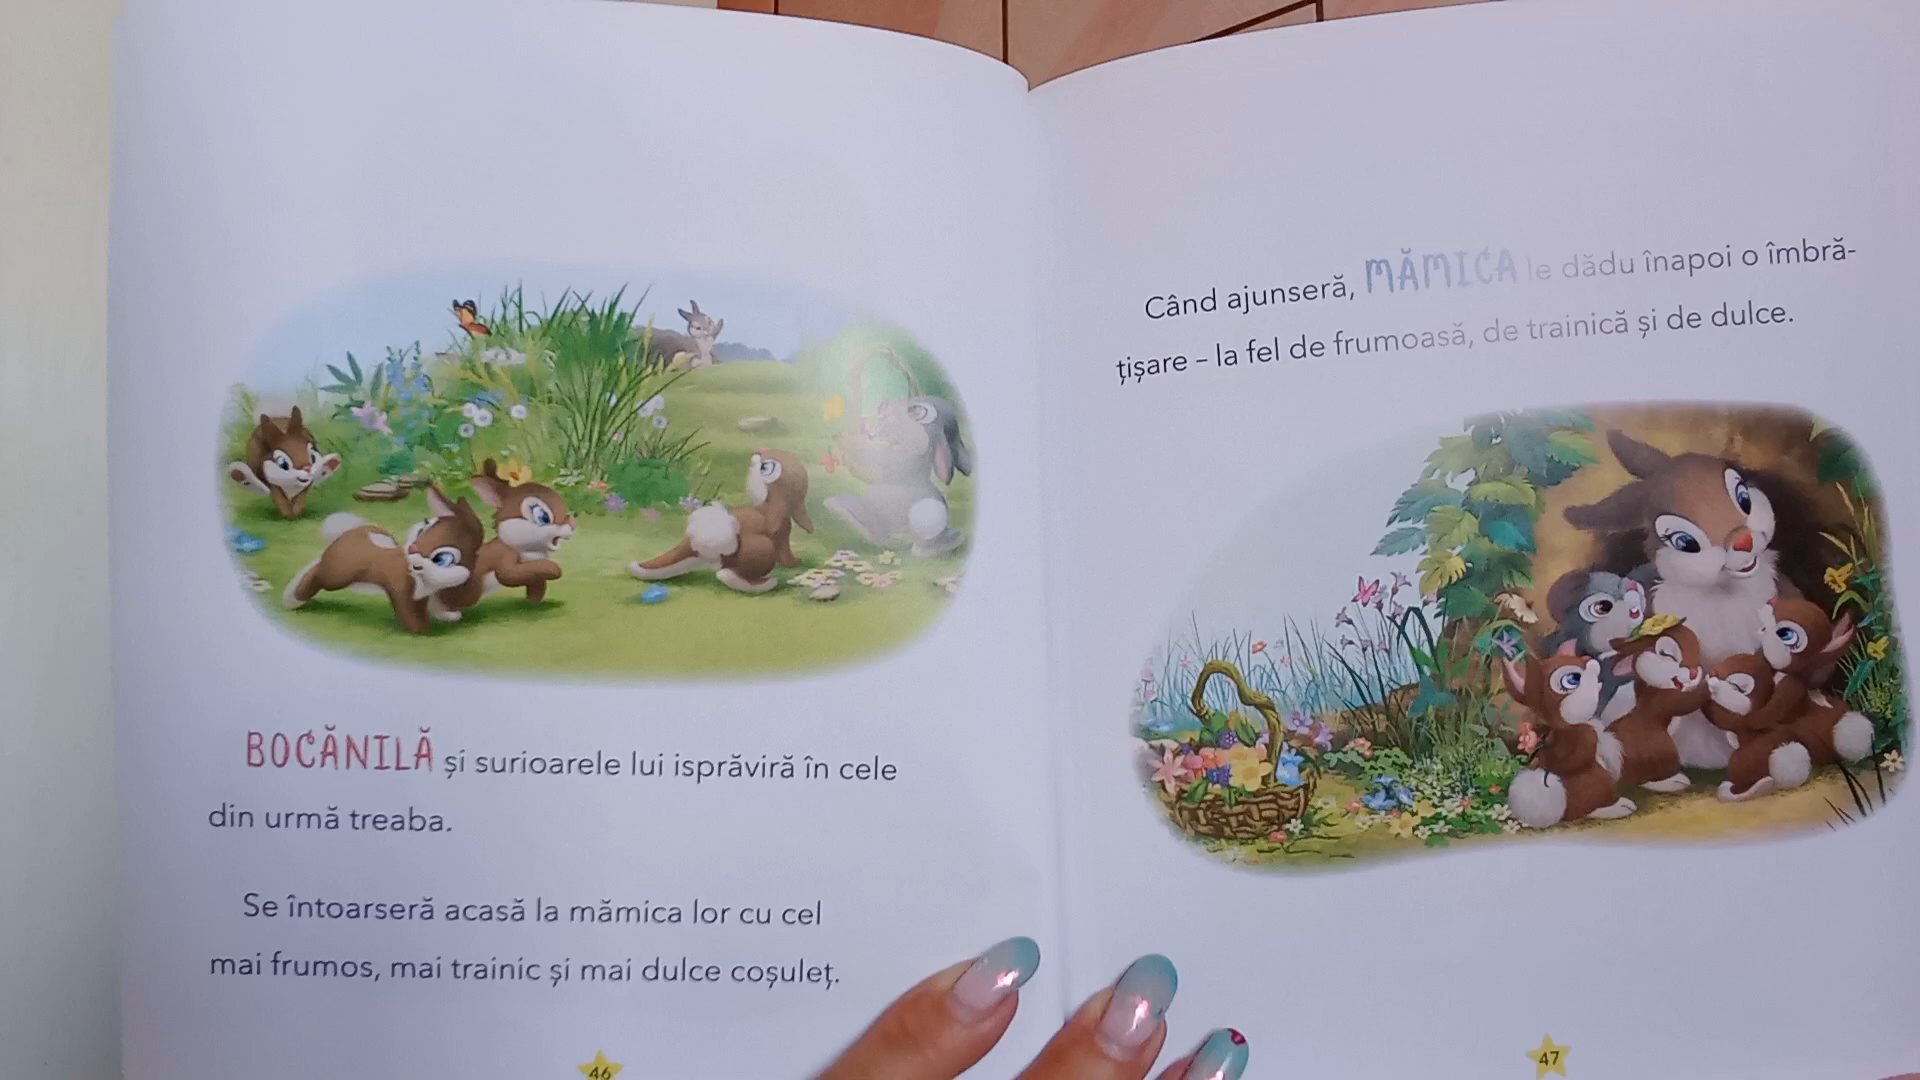 BOCĂNILĂ și surioarele lui isprăviră în cele
din urmă treaba.
Se întoarseră acasă la mămica lor cu cel
mai frumos, mai trainic și mai dulce coșuleț.
46
Când ajunseră, MĂMICA le dădu înapoi o îmbră-
țișare – la fel de frumoasă, de trainică și de dulce.
47